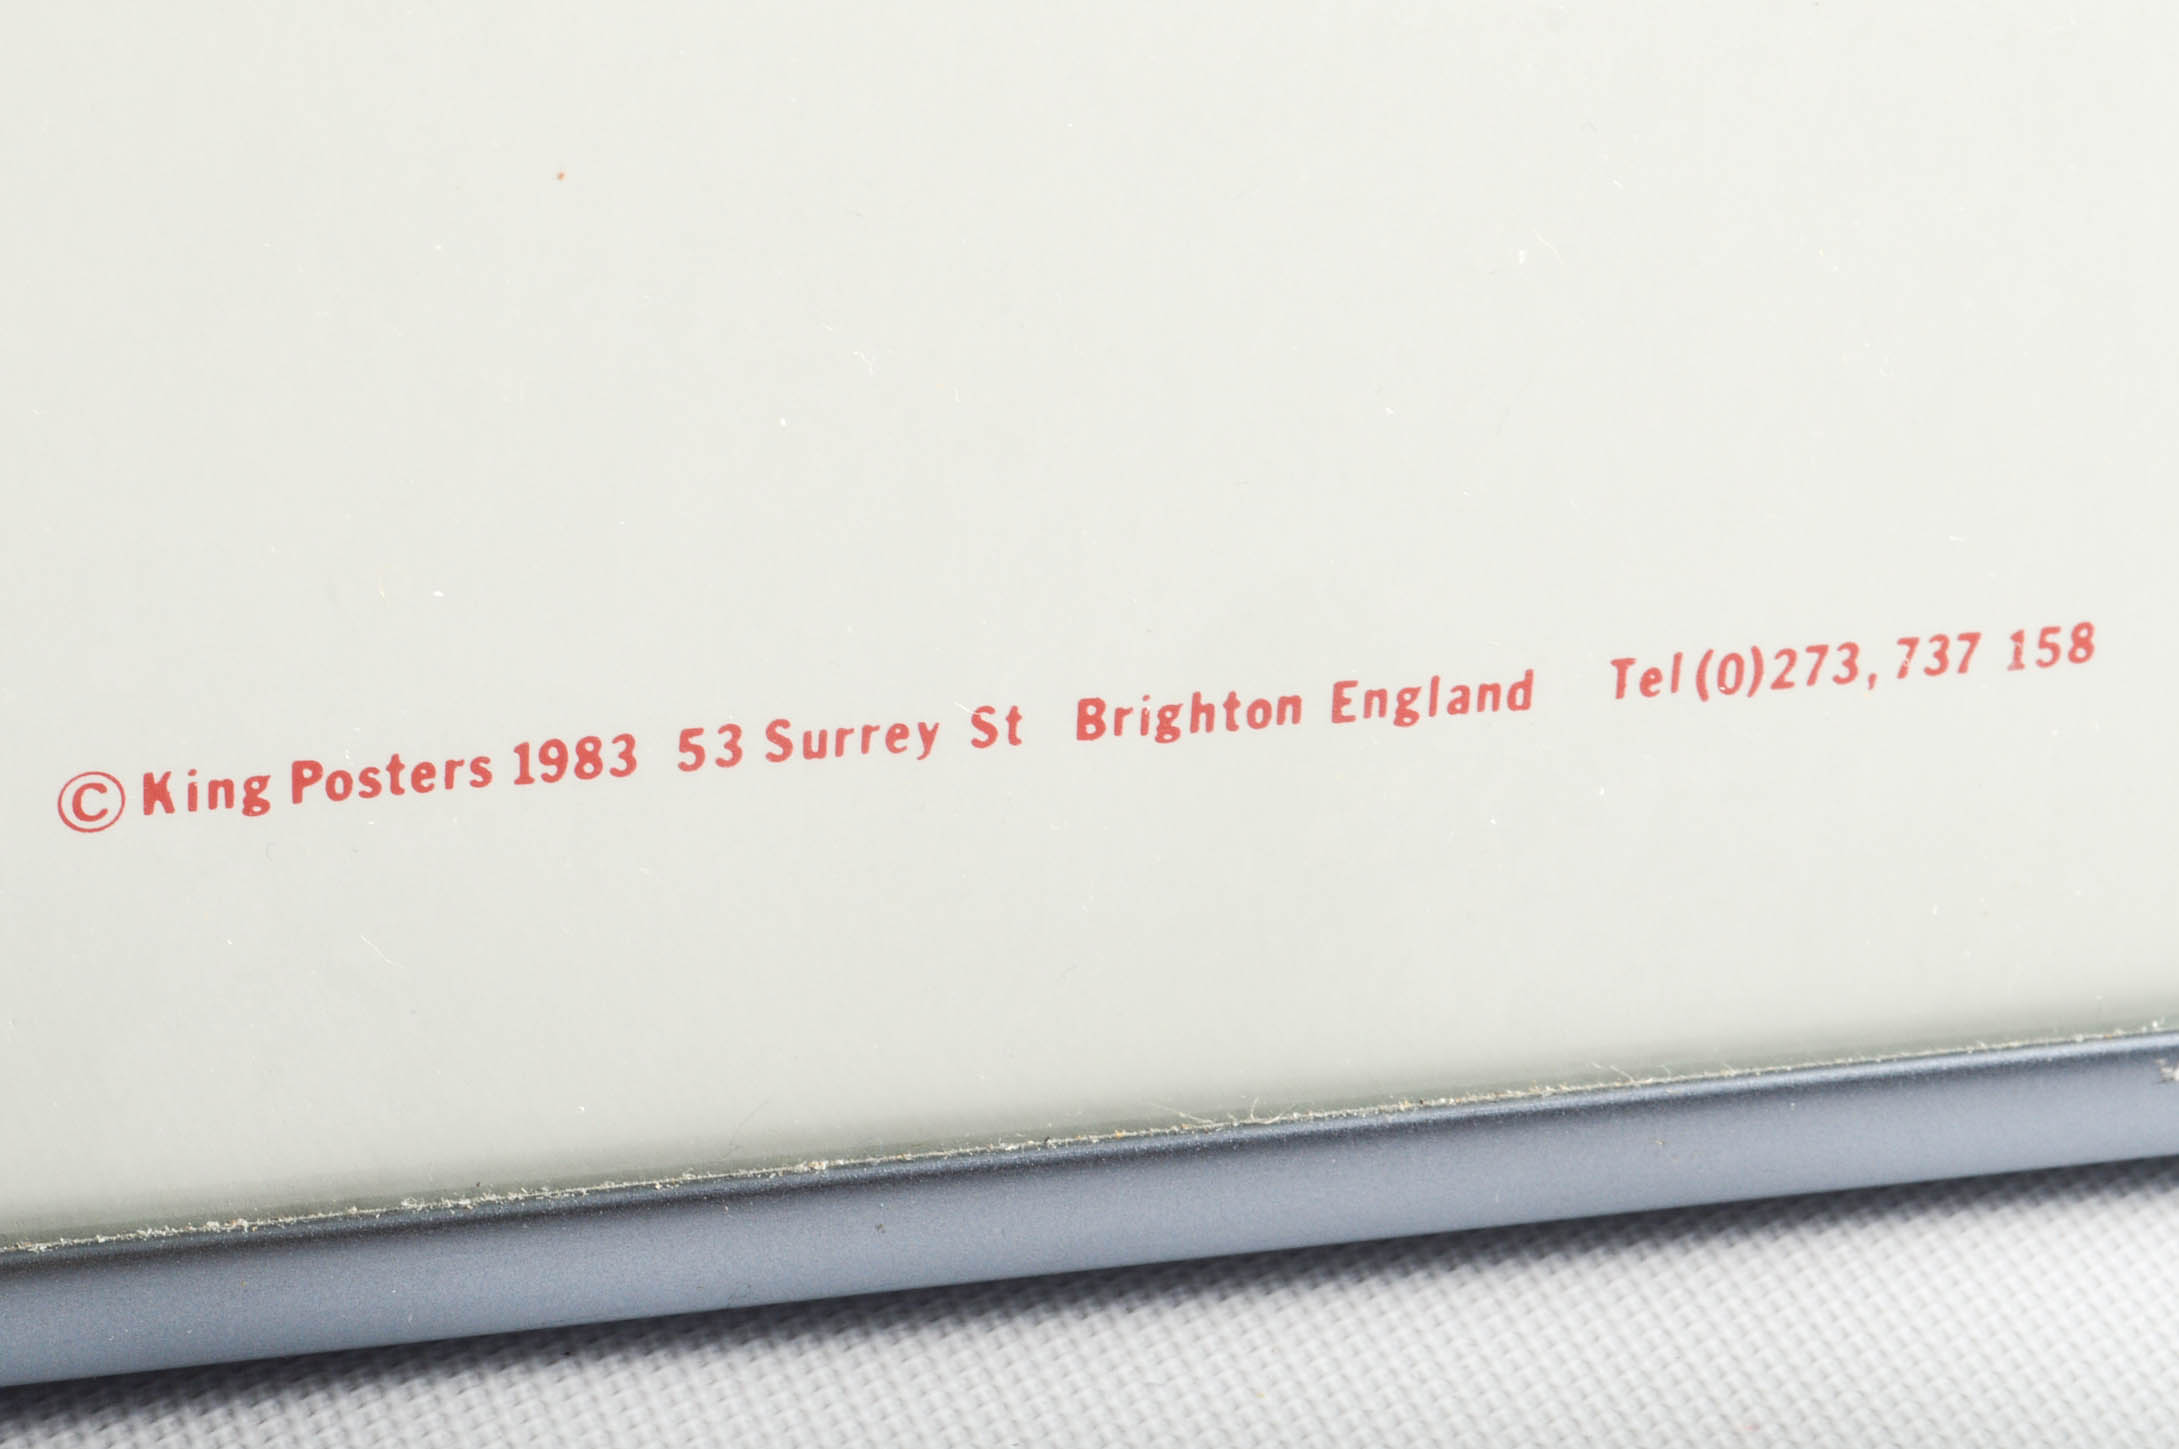 © King Posters 1983 53 Surrey St Brighton England Tel (0)273, 737 158